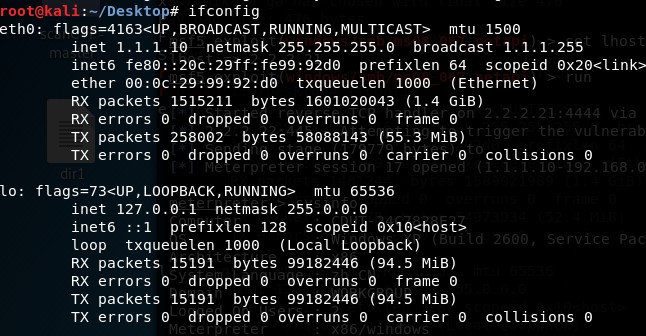 root@kali:~/Desktop# ifconfig
eth0: flags=4163<UP,BROADCAST,RUNNING,MULTICAST>  mtu 1500
        inet 1.1.1.10  netmask 255.255.255.0  broadcast 1.1.1.255
        inet6 fe80::20c:29ff:fe99:92d0  prefixlen 64  scopeid 0x20<link>
        ether 00:0c:29:99:92:d0  txqueuelen 1000  (Ethernet)
        RX packets 1515211  bytes 1601020043 (1.4 GiB)
        RX errors 0  dropped 0  overruns 0  frame 0
        TX packets 258002  bytes 58088143 (55.3 MiB)
        TX errors 0  dropped 0 overruns 0  carrier 0  collisions 0
dir1
lo: flags=73<UP,LOOPBACK,RUNNING>  mtu 65536
        inet 127.0.0.1  netmask 255.0.0.0
        inet6 ::1  prefixlen 128  scopeid 0x10<host>
        loop  txqueuelen 1000  (Local Loopback)
        RX packets 15191  bytes 99182446 (94.5 MiB)
        RX errors 0  dropped 0  overruns 0  frame 0
        TX packets 15191  bytes 99182446 (94.5 MiB)
        TX errors 0  dropped 0 overruns 0  carrier 0  collisions 0
Meterpreter     : x86/windows